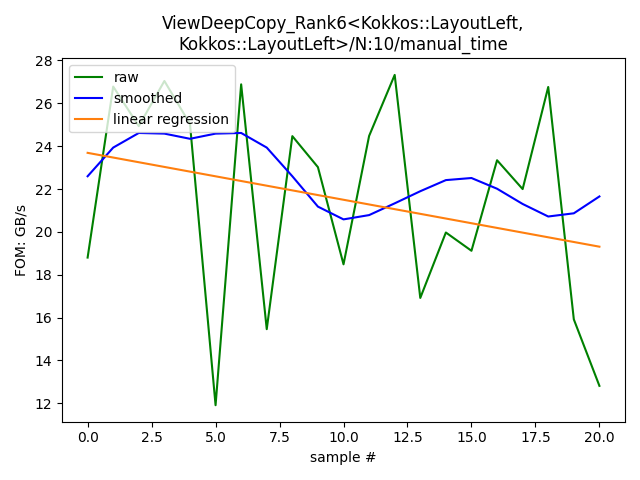 ViewDeepCopy_Rank6<Kokkos::LayoutLeft,
Kokkos::LayoutLeft>/N:10/manual_time
raw
smoothed
linear regression
FOM: GB/s
28
26
24
22
20
18
16
14
12
0.0
2.5
5.0
7.5
10.0
12.5
15.0
17.5
20.0
sample #